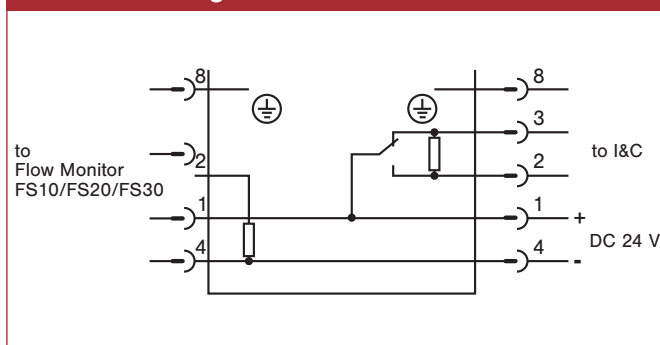 8
8
3
to
Flow Monitor
FS10/FS20/FS30
2
2
to I&C
1
1
+
DC 24 V
4
4
-